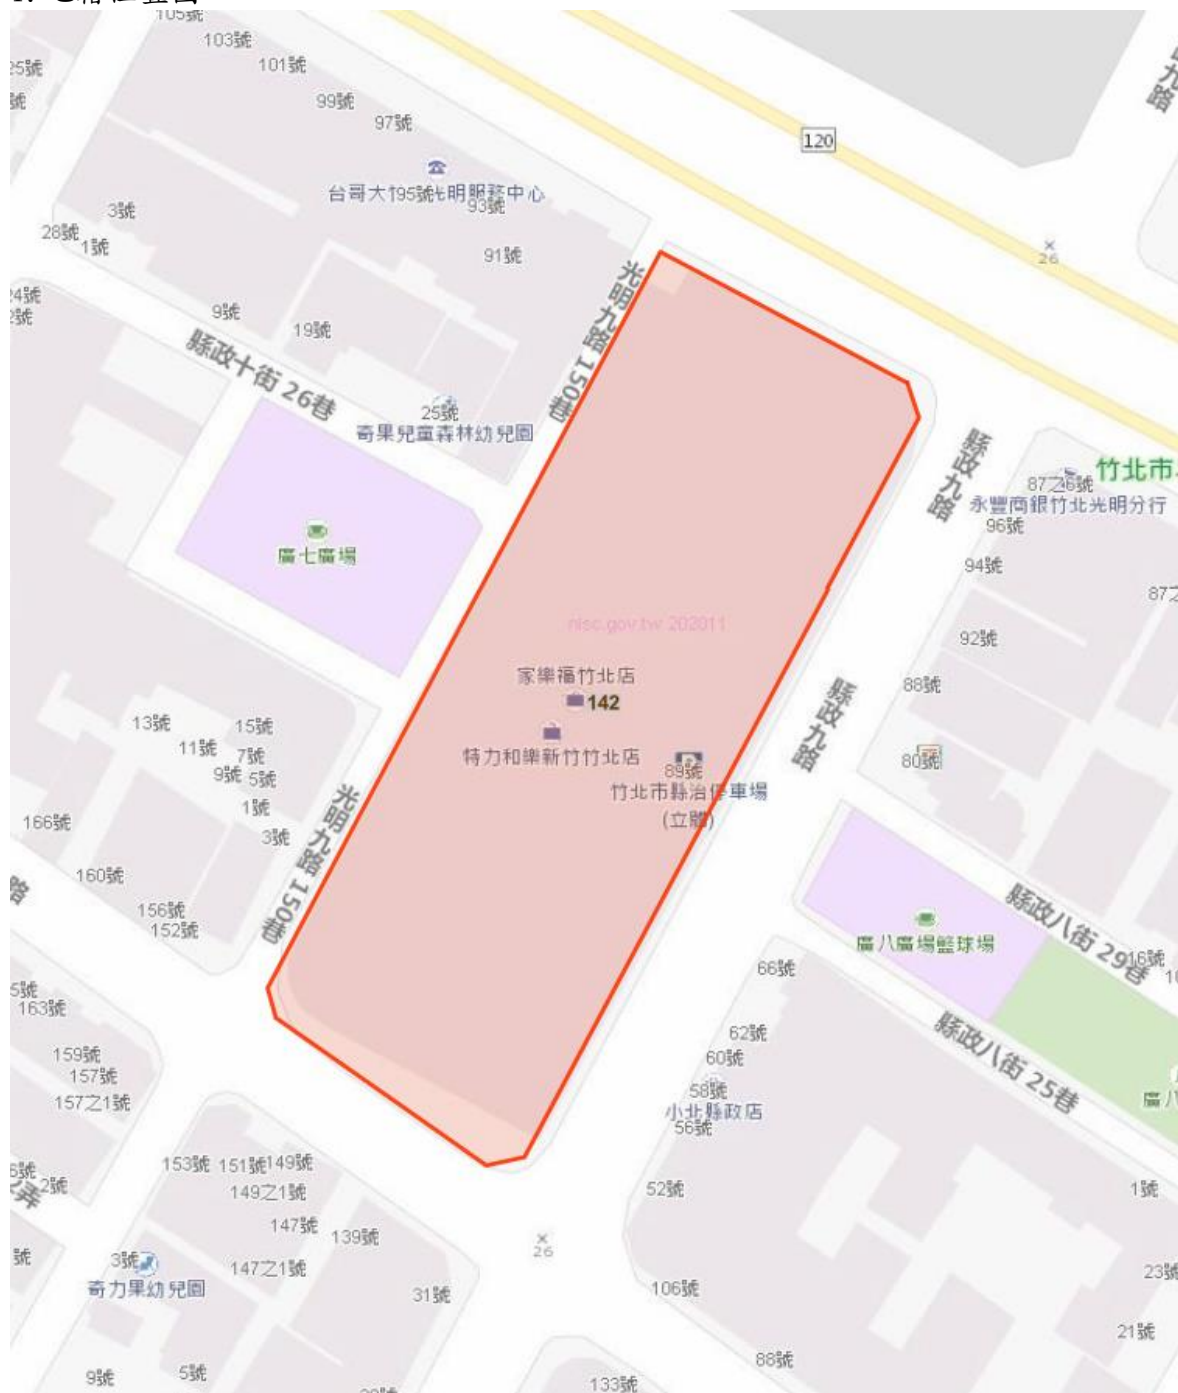 105號
103號
101號
99號
97號
95號
93號
91號
120
光明九路 150巷
3號
28號
1號
9號
19號
縣政十街 26巷
25號
奇果兒童森林幼兒園
廣七廣場
26
縣政九路
竹北市
87之6號
永豐商銀竹北光明分行
96號
94號
92號
88號
80號
nlsc.gov.tw 202011
家樂福竹北店
142
特力和樂新竹竹北店
89號
竹北市縣治停車場
(立體)
縣政九路
13號
15號
11號
7號
9號
5號
1號
3號
166號
160號
156號
152號
光明九路 150巷
廣八廣場籃球場
縣政八街 29巷
16號
縣政八街 25巷
66號
62號
60號
58號
小北縣政店
56號
52號
163號
159號
157號
157之1號
153號
151號
149號
149之1號
147號
139號
147之1號
2號
3號
奇力果幼兒園
31號
26
106號
1號
23號
21號
88號
9號
5號
133號